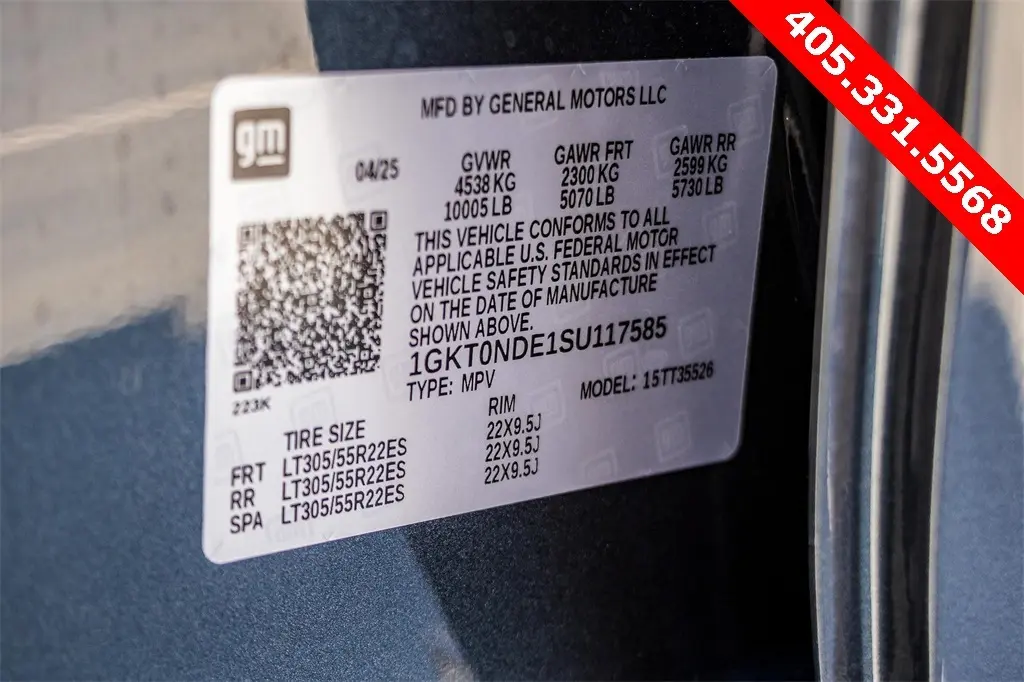 405.331.5568
MFD BY GENERAL MOTORS LLC
gm
04/25
GVWR
4538 KG
10005 LB
GAWR FRT
2300 KG
5070 LB
GAWR RR
2599 KG
5730 LB
THIS VEHICLE CONFORMS TO ALL
APPLICABLE U.S. FEDERAL MOTOR
VEHICLE SAFETY STANDARDS IN EFFECT
ON THE DATE OF MANUFACTURE
SHOWN ABOVE.
1GKT0NDE1SU117585
TYPE: MPV
MODEL: 15TT35526
223K
TIRE SIZE
RIM
FRT LT305/55R22ES 22X9.5J
RR LT305/55R22ES 22X9.5J
SPA LT305/55R22ES 22X9.5J